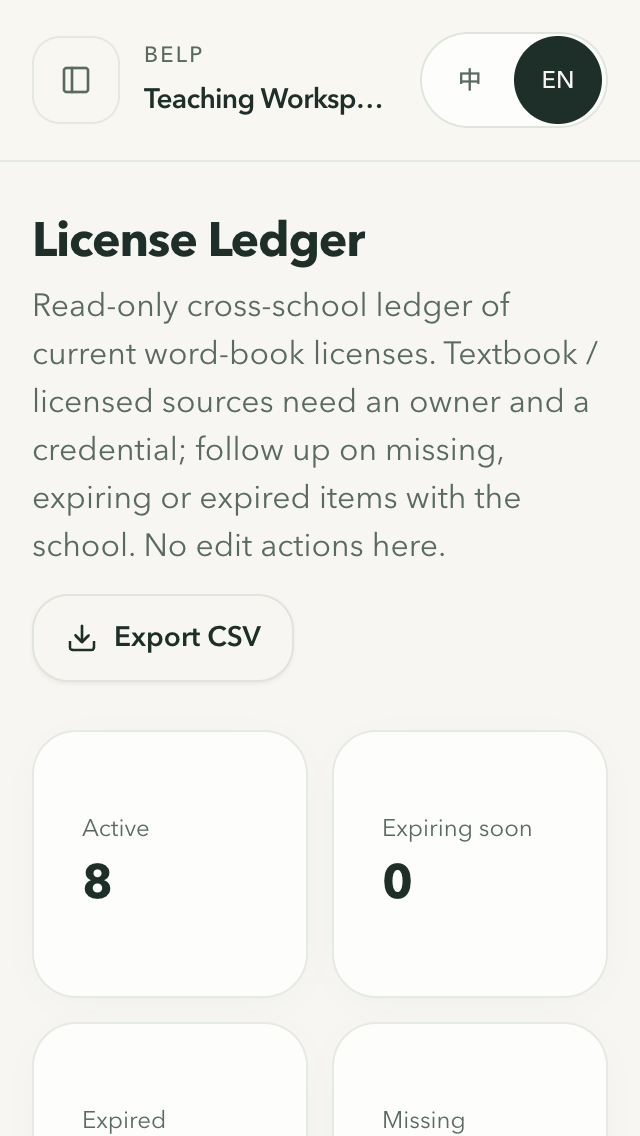 BELP
Teaching Worksp…
中
EN
License Ledger
Read-only cross-school ledger of
current word-book licenses. Textbook /
licensed sources need an owner and a
credential; follow up on missing,
expiring or expired items with the
school. No edit actions here.
Export CSV
Active
8
Expiring soon
0
Expired
Missing